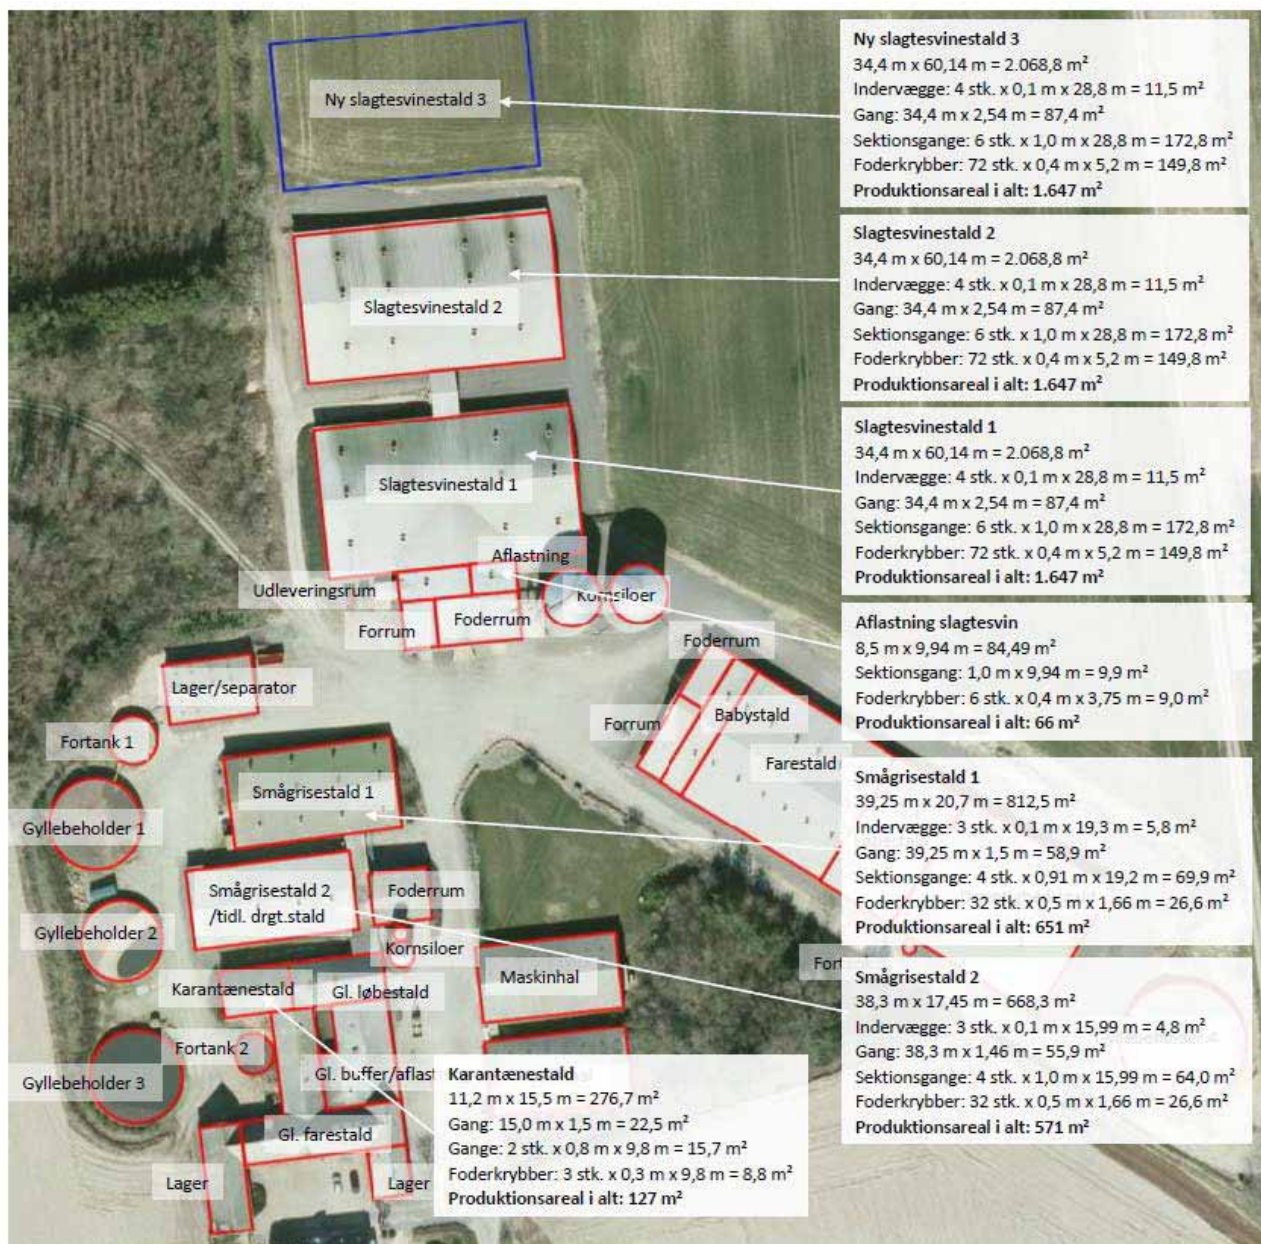 Ny slagtesvinestald 3
Slagtesvinestald 2
Slagtesvinestald 1
Aflastning
Udleveringsrum
Kornsiloer
Forrum
Foderrum
Foderrum
Lager/separator
Forrum
Babystald
Fortank 1
Farestald
Smågrisestald 1
Gyllebeholder 1
Smågrisestald 2
/tidl. drgt.stald
Foderrum
Gyllebeholder 2
Kornsiloer
Karantænestald
Gl. løbestald
Maskinhal
Fortank 2
Gyllebeholder 3
Gl. buffer/aflast
Gl. farestald
Lager
Lager
Ny slagtesvinestald 3
34,4 m x 60,14 m = 2.068,8 m²
Indervægge: 4 stk. x 0,1 m x 28,8 m = 11,5 m²
Gang: 34,4 m x 2,54 m = 87,4 m²
Sektionsgange: 6 stk. x 1,0 m x 28,8 m = 172,8 m²
Foderkrybber: 72 stk. x 0,4 m x 5,2 m = 149,8 m²
Produktionsareal i alt: 1.647 m²
Slagtesvinestald 2
34,4 m x 60,14 m = 2.068,8 m²
Indervægge: 4 stk. x 0,1 m x 28,8 m = 11,5 m²
Gang: 34,4 m x 2,54 m = 87,4 m²
Sektionsgange: 6 stk. x 1,0 m x 28,8 m = 172,8 m²
Foderkrybber: 72 stk. x 0,4 m x 5,2 m = 149,8 m²
Produktionsareal i alt: 1.647 m²
Slagtesvinestald 1
34,4 m x 60,14 m = 2.068,8 m²
Indervægge: 4 stk. x 0,1 m x 28,8 m = 11,5 m²
Gang: 34,4 m x 2,54 m = 87,4 m²
Sektionsgange: 6 stk. x 1,0 m x 28,8 m = 172,8 m²
Foderkrybber: 72 stk. x 0,4 m x 5,2 m = 149,8 m²
Produktionsareal i alt: 1.647 m²
Aflastning slagtesvin
8,5 m x 9,94 m = 84,49 m²
Sektionsgang: 1,0 m x 9,94 m = 9,9 m²
Foderkrybber: 6 stk. x 0,4 m x 3,75 m = 9,0 m²
Produktionsareal i alt: 66 m²
Smågrisestald 1
39,25 m x 20,7 m = 812,5 m²
Indervægge: 3 stk. x 0,1 m x 19,3 m = 5,8 m²
Gang: 39,25 m x 1,5 m = 58,9 m²
Sektionsgange: 4 stk. x 0,91 m x 19,2 m = 69,9 m²
Foderkrybber: 32 stk. x 0,5 m x 1,66 m = 26,6 m²
Produktionsareal i alt: 651 m²
Smågrisestald 2
38,3 m x 17,45 m = 668,3 m²
Indervægge: 3 stk. x 0,1 m x 15,99 m = 4,8 m²
Gang: 38,3 m x 1,46 m = 55,9 m²
Sektionsgange: 4 stk. x 1,0 m x 15,99 m = 64,0 m²
Foderkrybber: 32 stk. x 0,5 m x 1,66 m = 26,6 m²
Produktionsareal i alt: 571 m²
Karantænestald
11,2 m x 15,5 m = 276,7 m²
Gang: 15,0 m x 1,5 m = 22,5 m²
Gange: 2 stk. x 0,8 m x 9,8 m = 15,7 m²
Foderkrybber: 3 stk. x 0,3 m x 9,8 m = 8,8 m²
Produktionsareal i alt: 127 m²